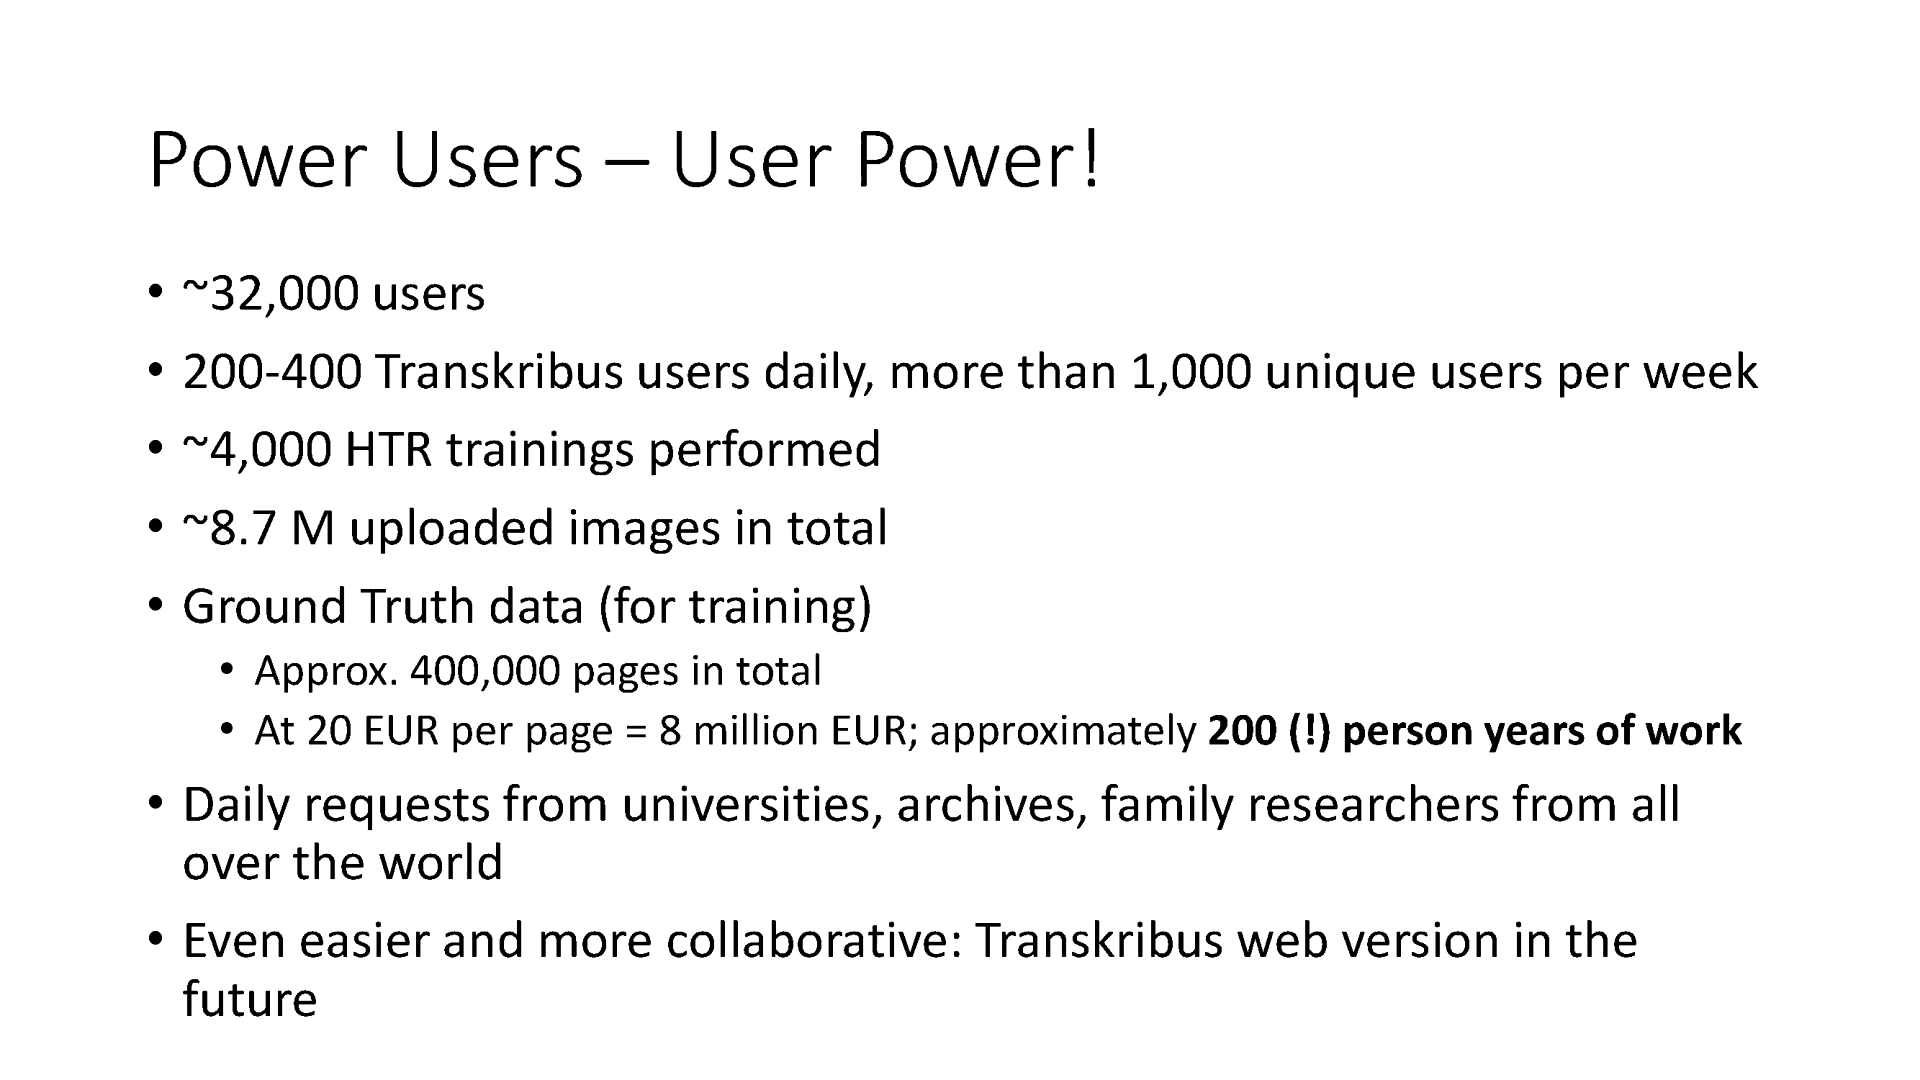 Power Users – User Power!
• ~32,000 users
• 200-400 Transkribus users daily, more than 1,000 unique users per week
• ~4,000 HTR trainings performed
• ~8.7 M uploaded images in total
• Ground Truth data (for training)
• Approx. 400,000 pages in total
• At 20 EUR per page = 8 million EUR; approximately 200 (!) person years of work
• Daily requests from universities, archives, family researchers from all
over the world
• Even easier and more collaborative: Transkribus web version in the
future